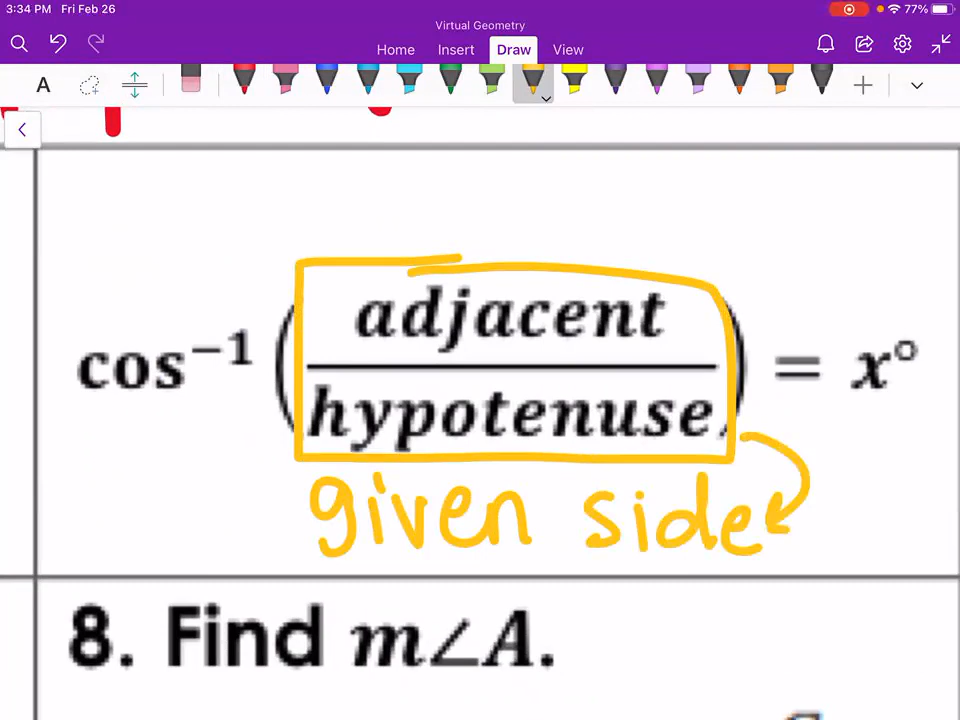 3:34 PM Fri Feb 26
77%
Virtual Geometry
Home Insert Draw View
A
cos⁻¹ (adjacent / hypotenuse) = x°
given side
8. Find m∠A.